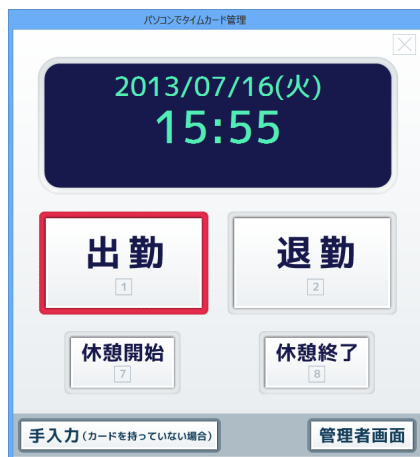 パソコンでタイムカード管理
2013/07/16(火)
15:55
出勤
1
退勤
2
休憩開始
7
休憩終了
8
手入力(カードを持っていない場合)
管理者画面